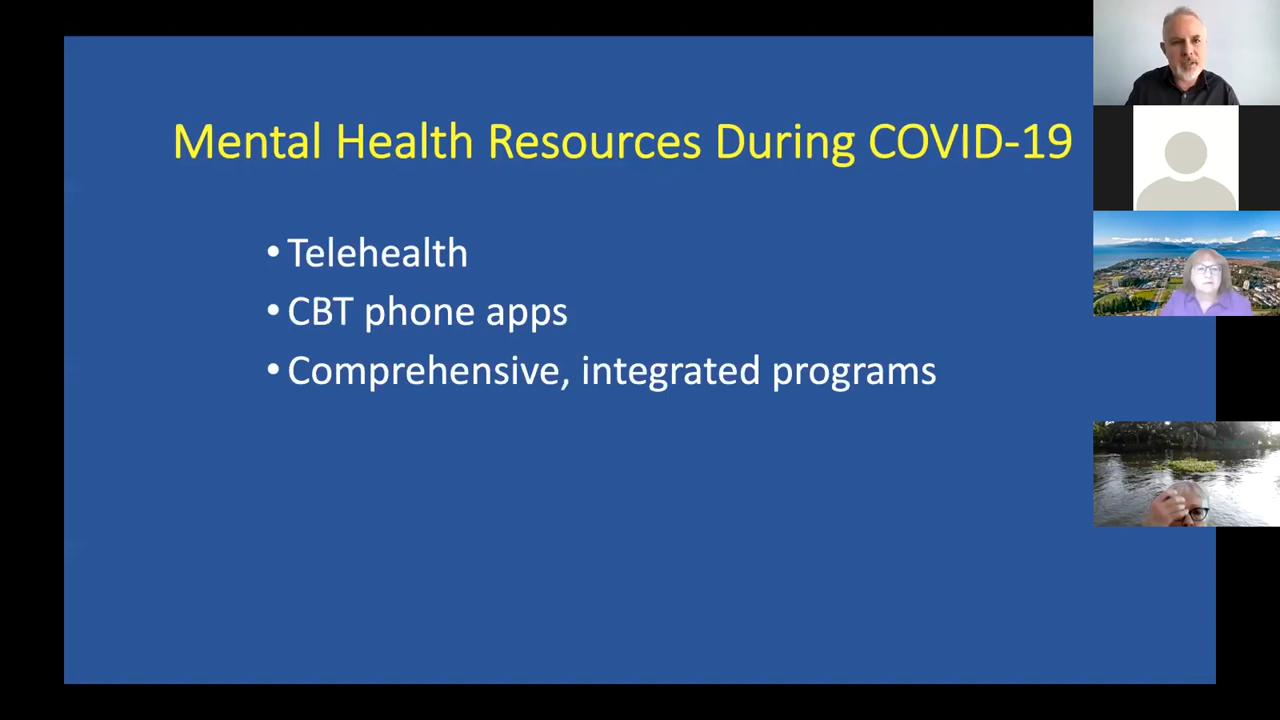 Mental Health Resources During COVID-19
• Telehealth
• CBT phone apps
• Comprehensive, integrated programs